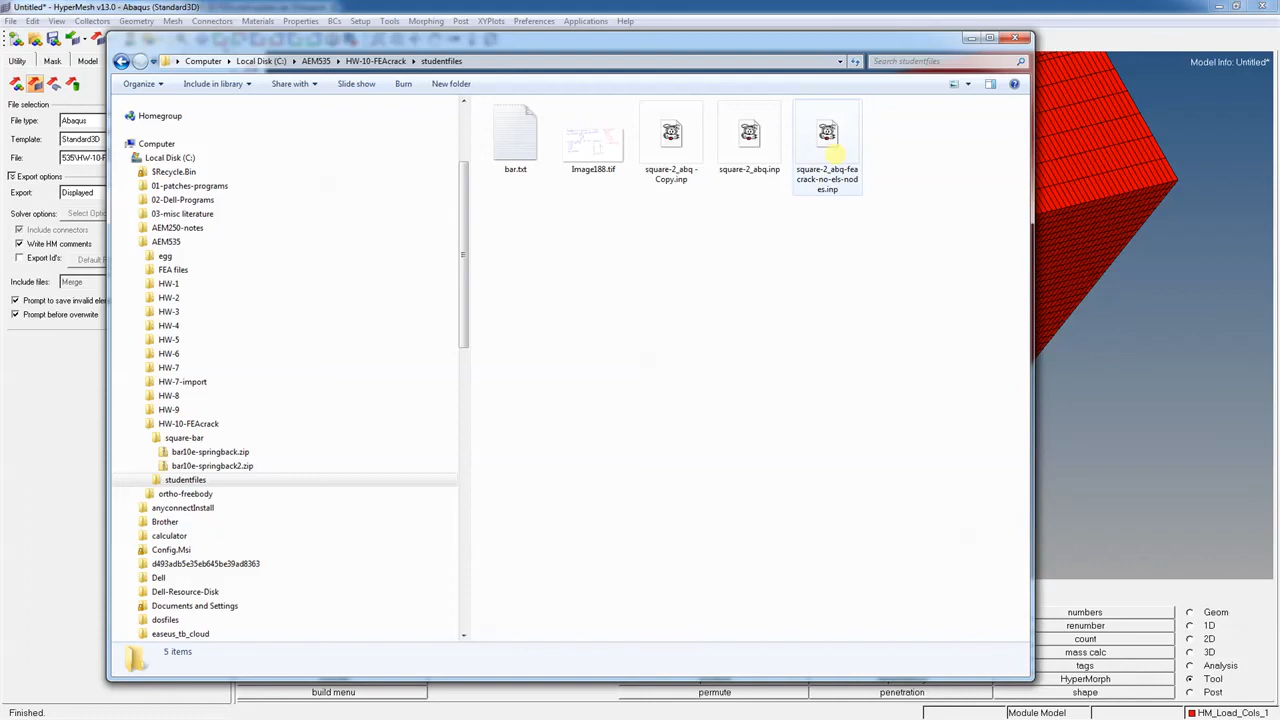 Untitled* - HyperMesh v13.0 - Abaqus (Standard3D)
File Edit View Collectors Geometry Mesh Connectors Materials Properties BCs Setup Tools Morphing Post XYPlots Preferences Applications Help
Utility Mask Model
Computer Local Disk (C:) AEM535 HW-10-FEAcrack studentfiles
Search studentfiles
Model Info: Untitled*
Organize Include in library Share with Slide show Burn New folder
File selection
File type: Abaqus
Template: Standard3D
File: 535\HW-10-F
Export options
Export: Displayed
Solver options: Select Optio
Include connectors
Write HM comments
Export Id's: Default F
Include files: Merge
Prompt to save invalid ele
Prompt before overwrite
Homegroup
Computer
Local Disk (C:)
$Recycle.Bin
01-patches-programs
02-Dell-Programs
03-misc literature
AEM250-notes
AEM535
egg
FEA files
HW-1
HW-2
HW-3
HW-4
HW-5
HW-6
HW-7
HW-7-import
HW-8
HW-9
HW-10-FEAcrack
square-bar
bar10e-springback.zip
bar10e-springback2.zip
studentfiles
ortho-freebody
anyconnectInstall
Brother
calculator
Config.Msi
d493adb5e35eb645be39ad8363
Dell
Dell-Resource-Disk
Documents and Settings
dosfiles
easeus_tb_cloud
bar.txt
Image188.tif
square-2_abq -
Copy.inp
square-2_abq.inp
square-2_abq-fea
crack-no-els-nod
es.inp
5 items
numbers
renumber
count
mass calc
tags
HyperMorph
shape
Geom
1D
2D
3D
Analysis
Tool
Post
build menu
permute
penetration
Finished.
Module Model
HM_Load_Cols_1